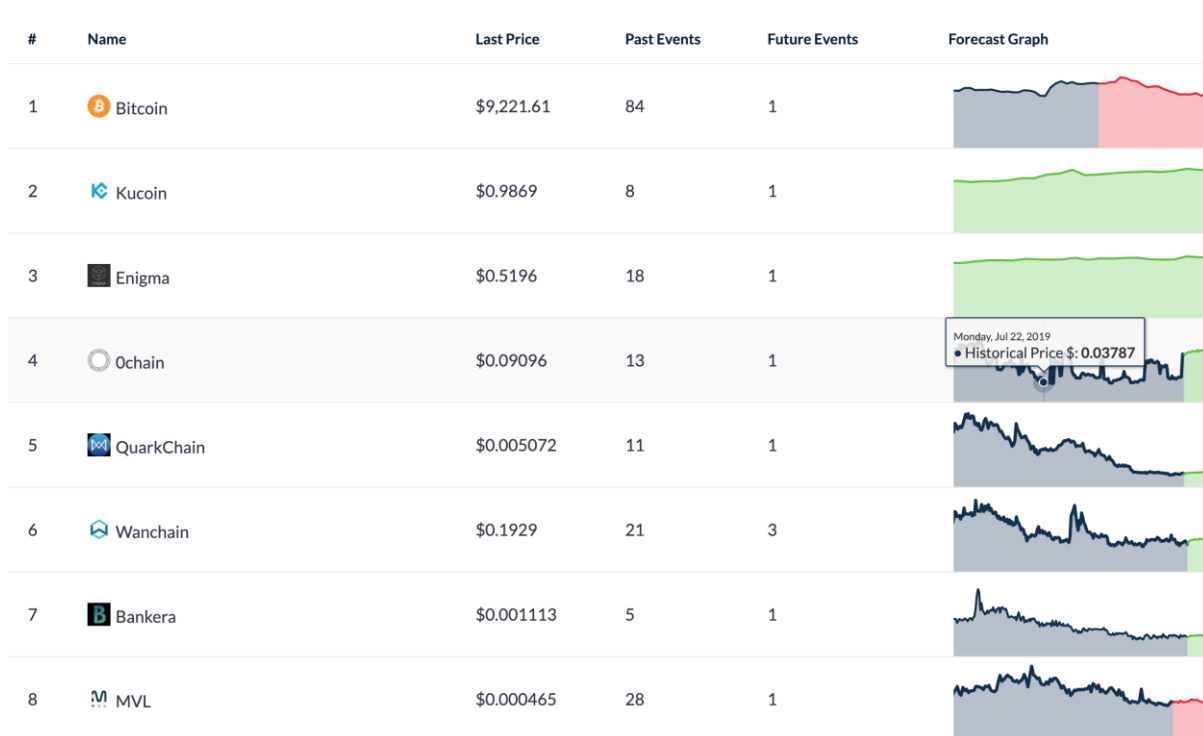 # Name Last Price Past Events Future Events Forecast Graph
1 Bitcoin $9,221.61 84 1
2 Kucoin $0.9869 8 1
3 Enigma $0.5196 18 1
Monday, Jul 22, 2019
Historical Price $: 0.03787
4 0chain $0.09096 13 1
5 QuarkChain $0.005072 11 1
6 Wanchain $0.1929 21 3
7 Bankera $0.001113 5 1
8 MVL $0.000465 28 1